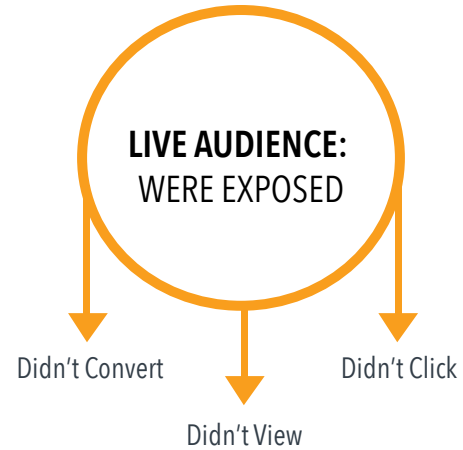 LIVE AUDIENCE:
WERE EXPOSED
Didn’t Convert
Didn’t Click
Didn’t View